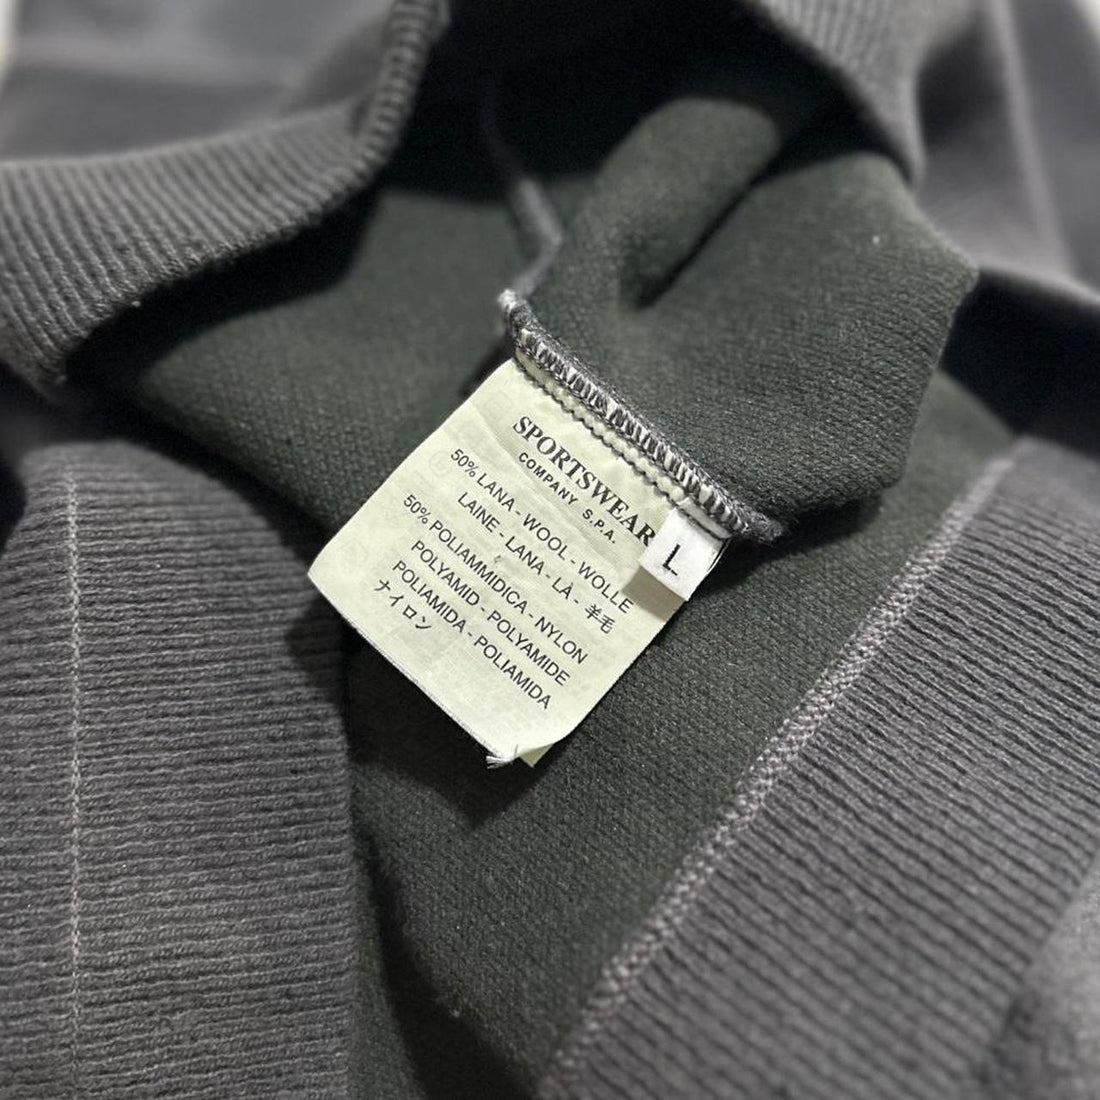 SPORTSWEAR
COMPANY S.P.A.
L
50% LANA - WOOL - WOLLE
LAINE - LANA - LÀ - 羊毛
50% POLIAMMIDICA - NYLON
POLYAMID - POLYAMIDE
POLIAMIDA - POLIAMIDA
ナイロン